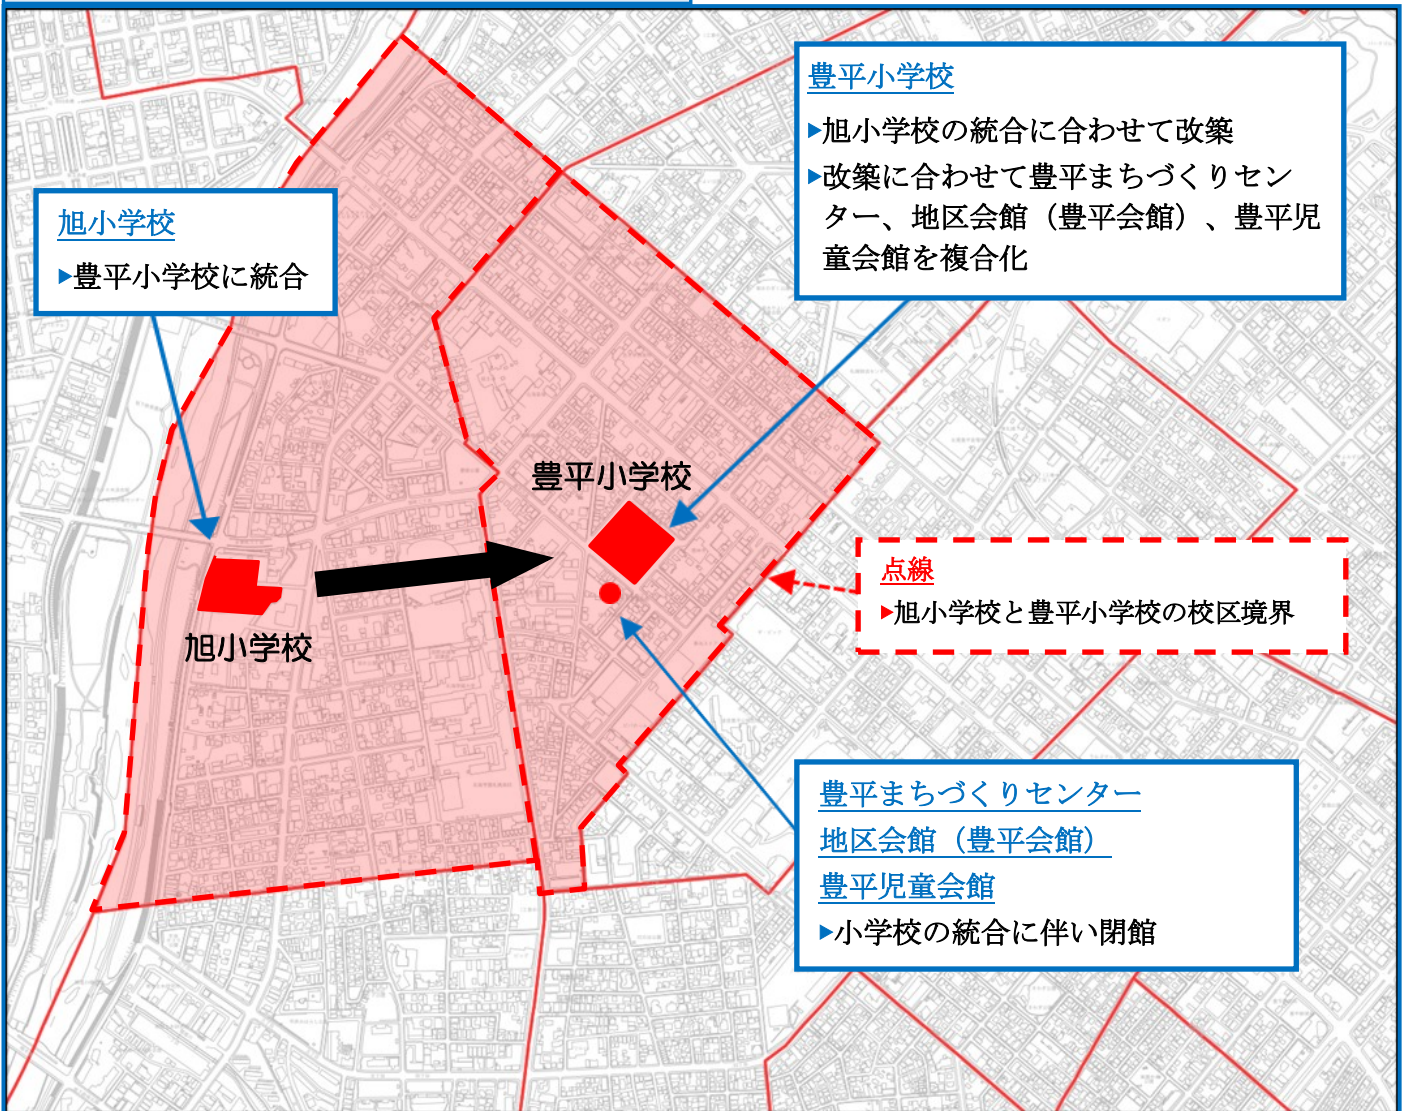 豊平小学校
▶旭小学校の統合に合わせて改築
▶改築に合わせて豊平まちづくりセン
ター、地区会館（豊平会館）、豊平児
童会館を複合化
旭小学校
▶豊平小学校に統合
豊平小学校
旭小学校
点線
▶旭小学校と豊平小学校の校区境界
豊平まちづくりセンター
地区会館（豊平会館）
豊平児童会館
▶小学校の統合に伴い閉館